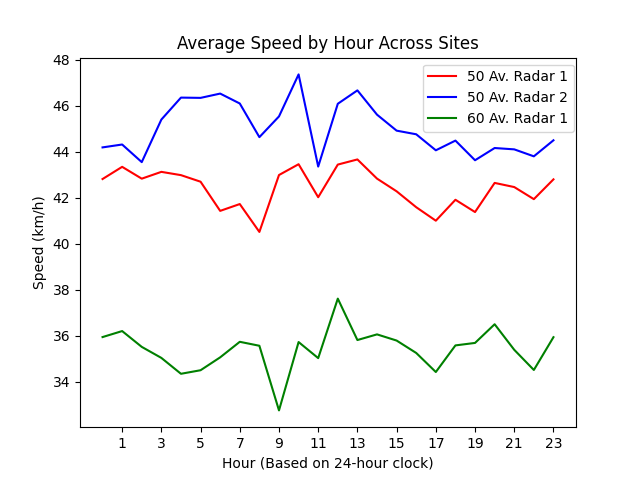 Average Speed by Hour Across Sites
50 Av. Radar 1
50 Av. Radar 2
60 Av. Radar 1
Speed (km/h)
48
46
44
42
40
38
36
34
1 3 5 7 9 11 13 15 17 19 21 23
Hour (Based on 24-hour clock)